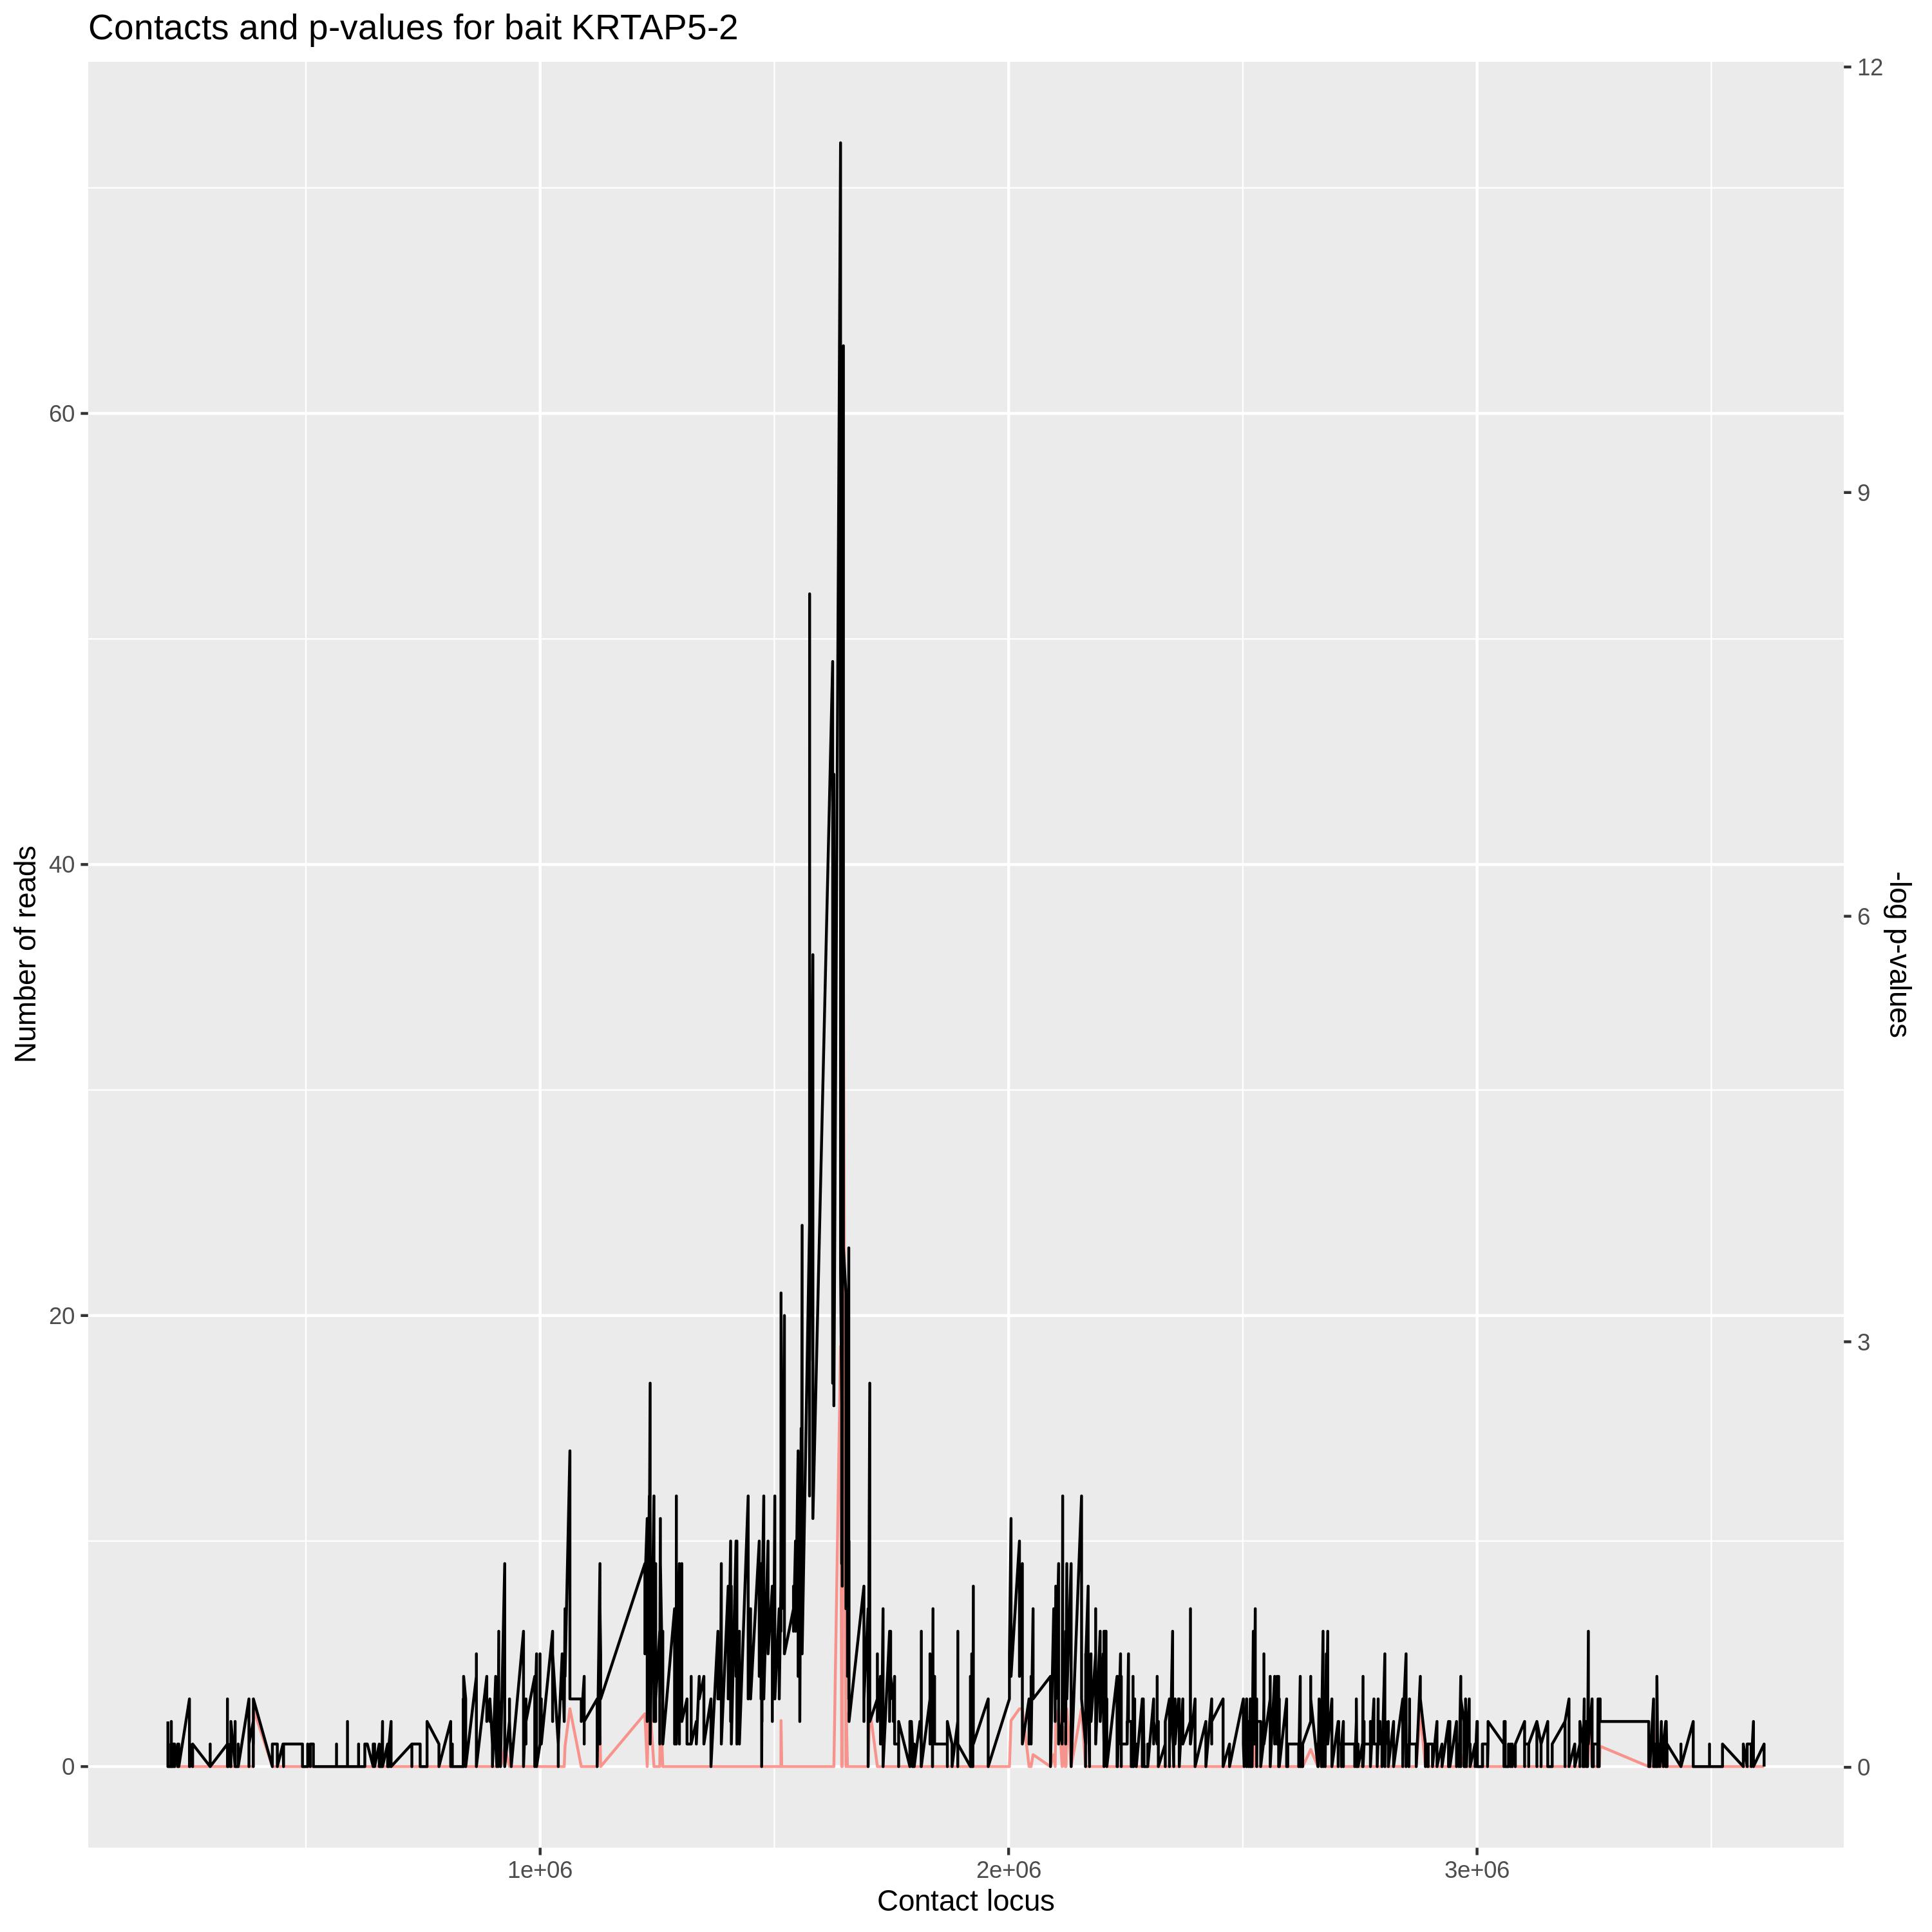 Contacts and p-values for bait KRTAP5-2
12
60
9
40
6
Number of reads
-log p-values
20
3
0
0
1e+06
2e+06
3e+06
Contact locus